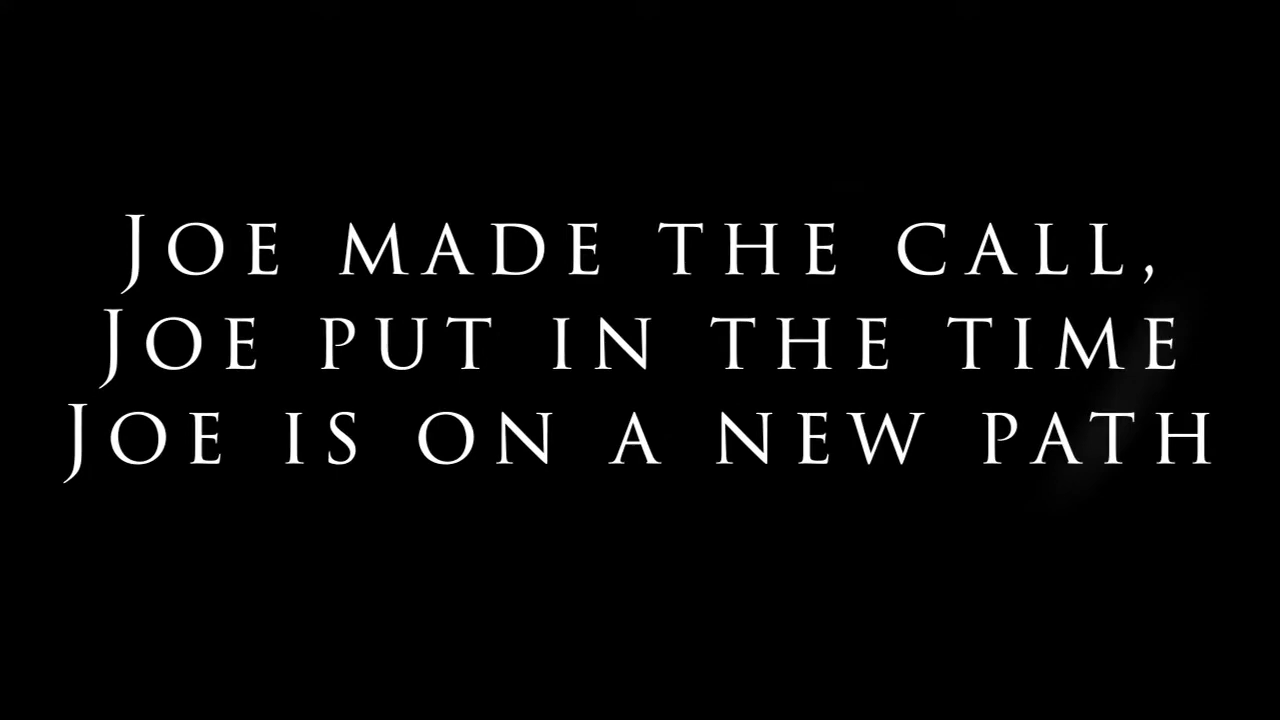 Joe made the call,
Joe put in the time
Joe is on a new path